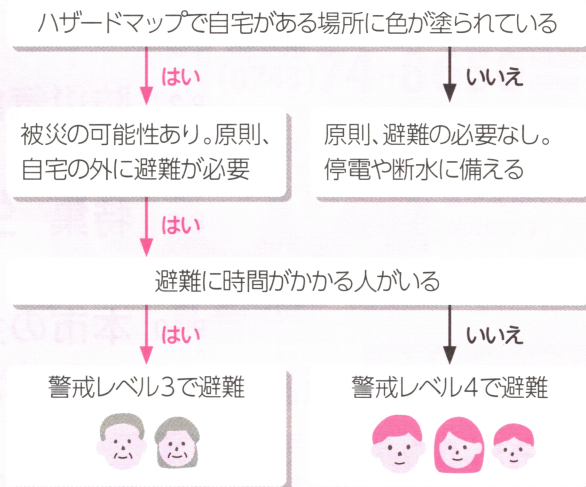 ハザードマップで自宅がある場所に色が塗られている
はい
いいえ
被災の可能性あり。原則、
自宅の外に避難が必要
原則、避難の必要なし。
停電や断水に備える
はい
避難に時間がかかる人がいる
はい
いいえ
警戒レベル3で避難
警戒レベル4で避難